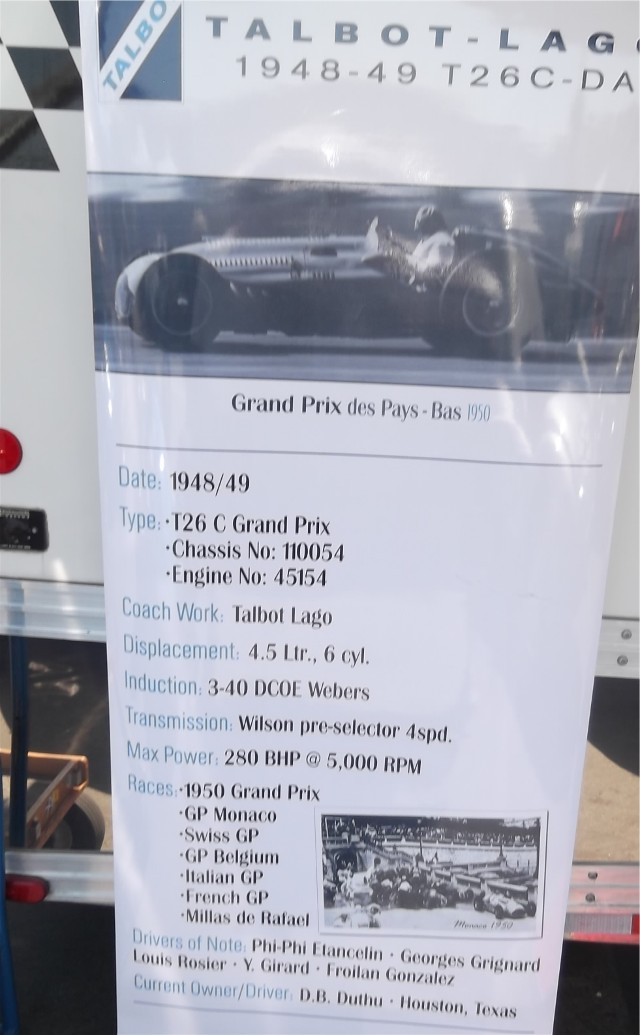 TALBO
TALBOT-LAG
1948-49 T26C-DA
Grand Prix des Pays-Bas 1950
Date: 1948/49
Type: ·T26 C Grand Prix
·Chassis No: 110054
·Engine No: 45154
Coach Work: Talbot Lago
Displacement: 4.5 Ltr., 6 cyl.
Induction: 3-40 DCOE Webers
Transmission: Wilson pre-selector 4spd.
Max Power: 280 BHP @ 5,000 RPM
Races: ·1950 Grand Prix
·GP Monaco
·Swiss GP
·GP Belgium
·Italian GP
·French GP
·Millas de Rafael
Monaco 1950
Drivers of Note: Phi-Phi Etancelin · Georges Grignard
Louis Rosier · Y. Girard · Froilan Gonzalez
Current Owner/Driver: D.B. Duthu · Houston, Texas